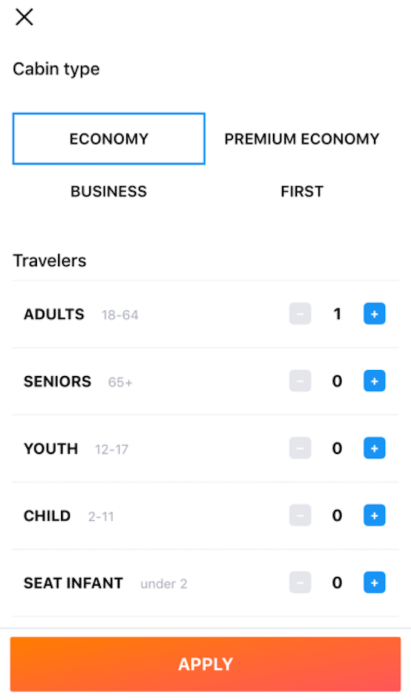 Cabin type
ECONOMY PREMIUM ECONOMY
BUSINESS FIRST
Travelers
ADULTS 18-64 - 1 +
SENIORS 65+ - 0 +
YOUTH 12-17 - 0 +
CHILD 2-11 - 0 +
SEAT INFANT under 2 - 0 +
APPLY